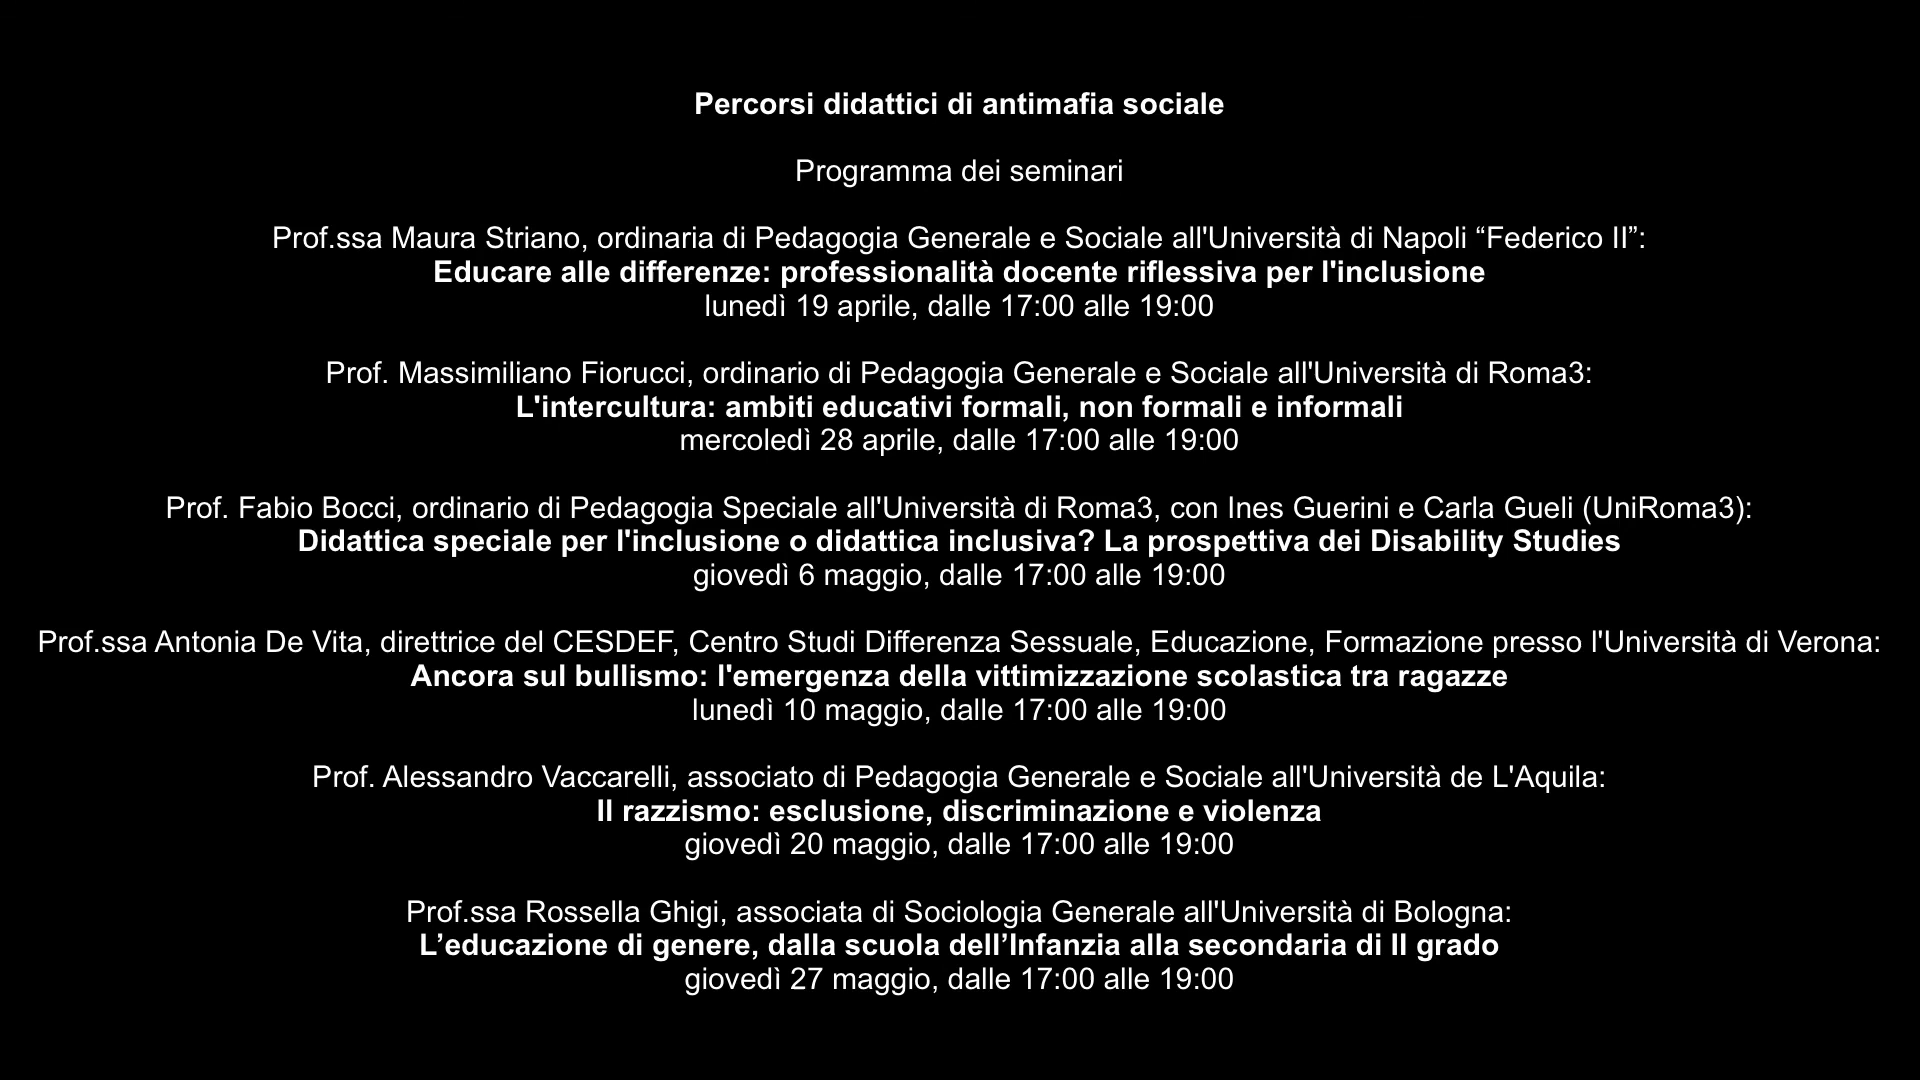 Percorsi didattici di antimafia sociale
Programma dei seminari
Prof.ssa Maura Striano, ordinaria di Pedagogia Generale e Sociale all'Università di Napoli “Federico II”:
Educare alle differenze: professionalità docente riflessiva per l'inclusione
lunedì 19 aprile, dalle 17:00 alle 19:00
Prof. Massimiliano Fiorucci, ordinario di Pedagogia Generale e Sociale all'Università di Roma3:
L'intercultura: ambiti educativi formali, non formali e informali
mercoledì 28 aprile, dalle 17:00 alle 19:00
Prof. Fabio Bocci, ordinario di Pedagogia Speciale all'Università di Roma3, con Ines Guerini e Carla Gueli (UniRoma3):
Didattica speciale per l'inclusione o didattica inclusiva? La prospettiva dei Disability Studies
giovedì 6 maggio, dalle 17:00 alle 19:00
Prof.ssa Antonia De Vita, direttrice del CESDEF, Centro Studi Differenza Sessuale, Educazione, Formazione presso l'Università di Verona:
Ancora sul bullismo: l'emergenza della vittimizzazione scolastica tra ragazze
lunedì 10 maggio, dalle 17:00 alle 19:00
Prof. Alessandro Vaccarelli, associato di Pedagogia Generale e Sociale all'Università de L'Aquila:
Il razzismo: esclusione, discriminazione e violenza
giovedì 20 maggio, dalle 17:00 alle 19:00
Prof.ssa Rossella Ghigi, associata di Sociologia Generale all'Università di Bologna:
L’educazione di genere, dalla scuola dell’Infanzia alla secondaria di II grado
giovedì 27 maggio, dalle 17:00 alle 19:00